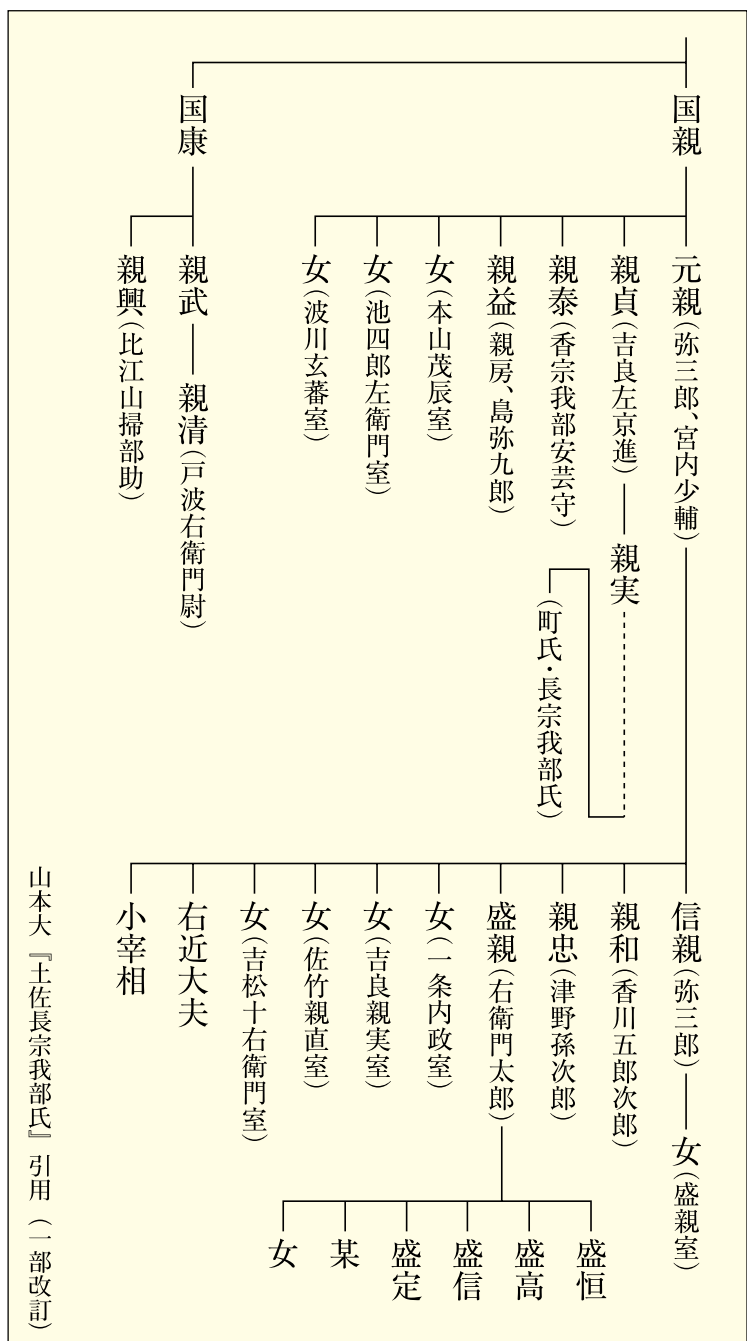 国親
国康
元親(弥三郎、宮内少輔)
親貞(吉良左京進)
親実
(町氏・長宗我部氏)
親泰(香宗我部安芸守)
親益(親房、島弥九郎)
女(本山茂辰室)
女(池四郎左衛門室)
女(波川玄蕃室)
親武
親清(戸波右衛門尉)
親興(比江山掃部助)
信親(弥三郎)
女(盛親室)
親和(香川五郎次郎)
親忠(津野孫次郎)
盛親(右衛門太郎)
盛恒
盛高
盛信
盛定
某
女
女(一条内政室)
女(吉良親実室)
女(佐竹親直室)
女(吉松十右衛門室)
右近大夫
小宰相
山本大『土佐長宗我部氏』引用(一部改訂)